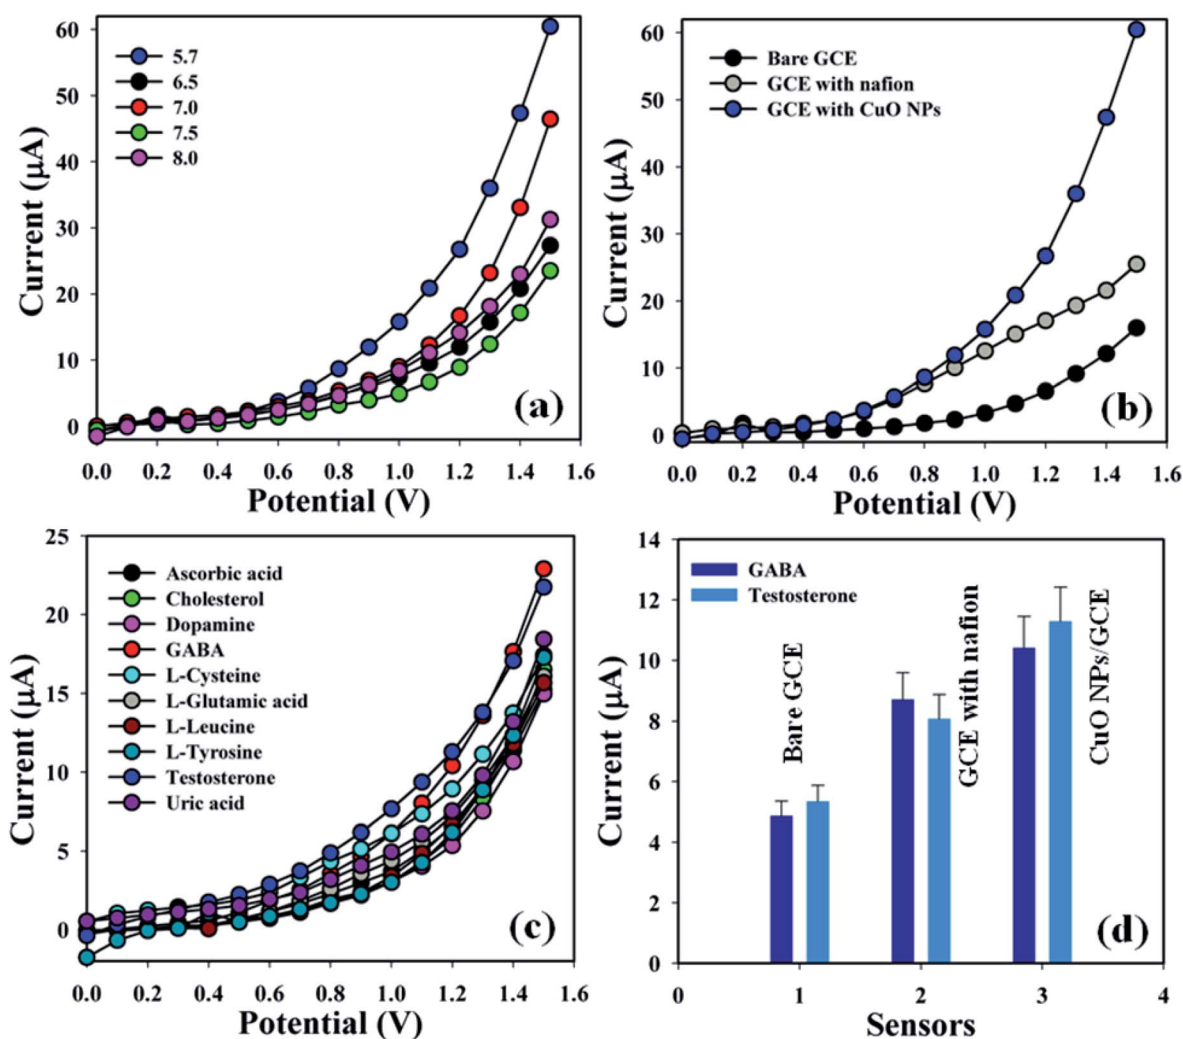 60
50
40
30
20
10
0
Current (μA)
5.7
6.5
7.0
7.5
8.0
(a)
0.0 0.2 0.4 0.6 0.8 1.0 1.2 1.4 1.6
Potential (V)
60
50
40
30
20
10
0
Current (μA)
Bare GCE
GCE with nafion
GCE with CuO NPs
(b)
0.0 0.2 0.4 0.6 0.8 1.0 1.2 1.4 1.6
Potential (V)
25
20
15
10
5
0
Current (μA)
Ascorbic acid
Cholesterol
Dopamine
GABA
L-Cysteine
L-Glutamic acid
L-Leucine
L-Tyrosine
Testosterone
Uric acid
(c)
0.0 0.2 0.4 0.6 0.8 1.0 1.2 1.4 1.6
Potential (V)
14
12
10
8
6
4
2
0
Current (μA)
GABA
Testosterone
Bare GCE
GCE with nafion
CuO NPs/GCE
(d)
0 1 2 3 4
Sensors